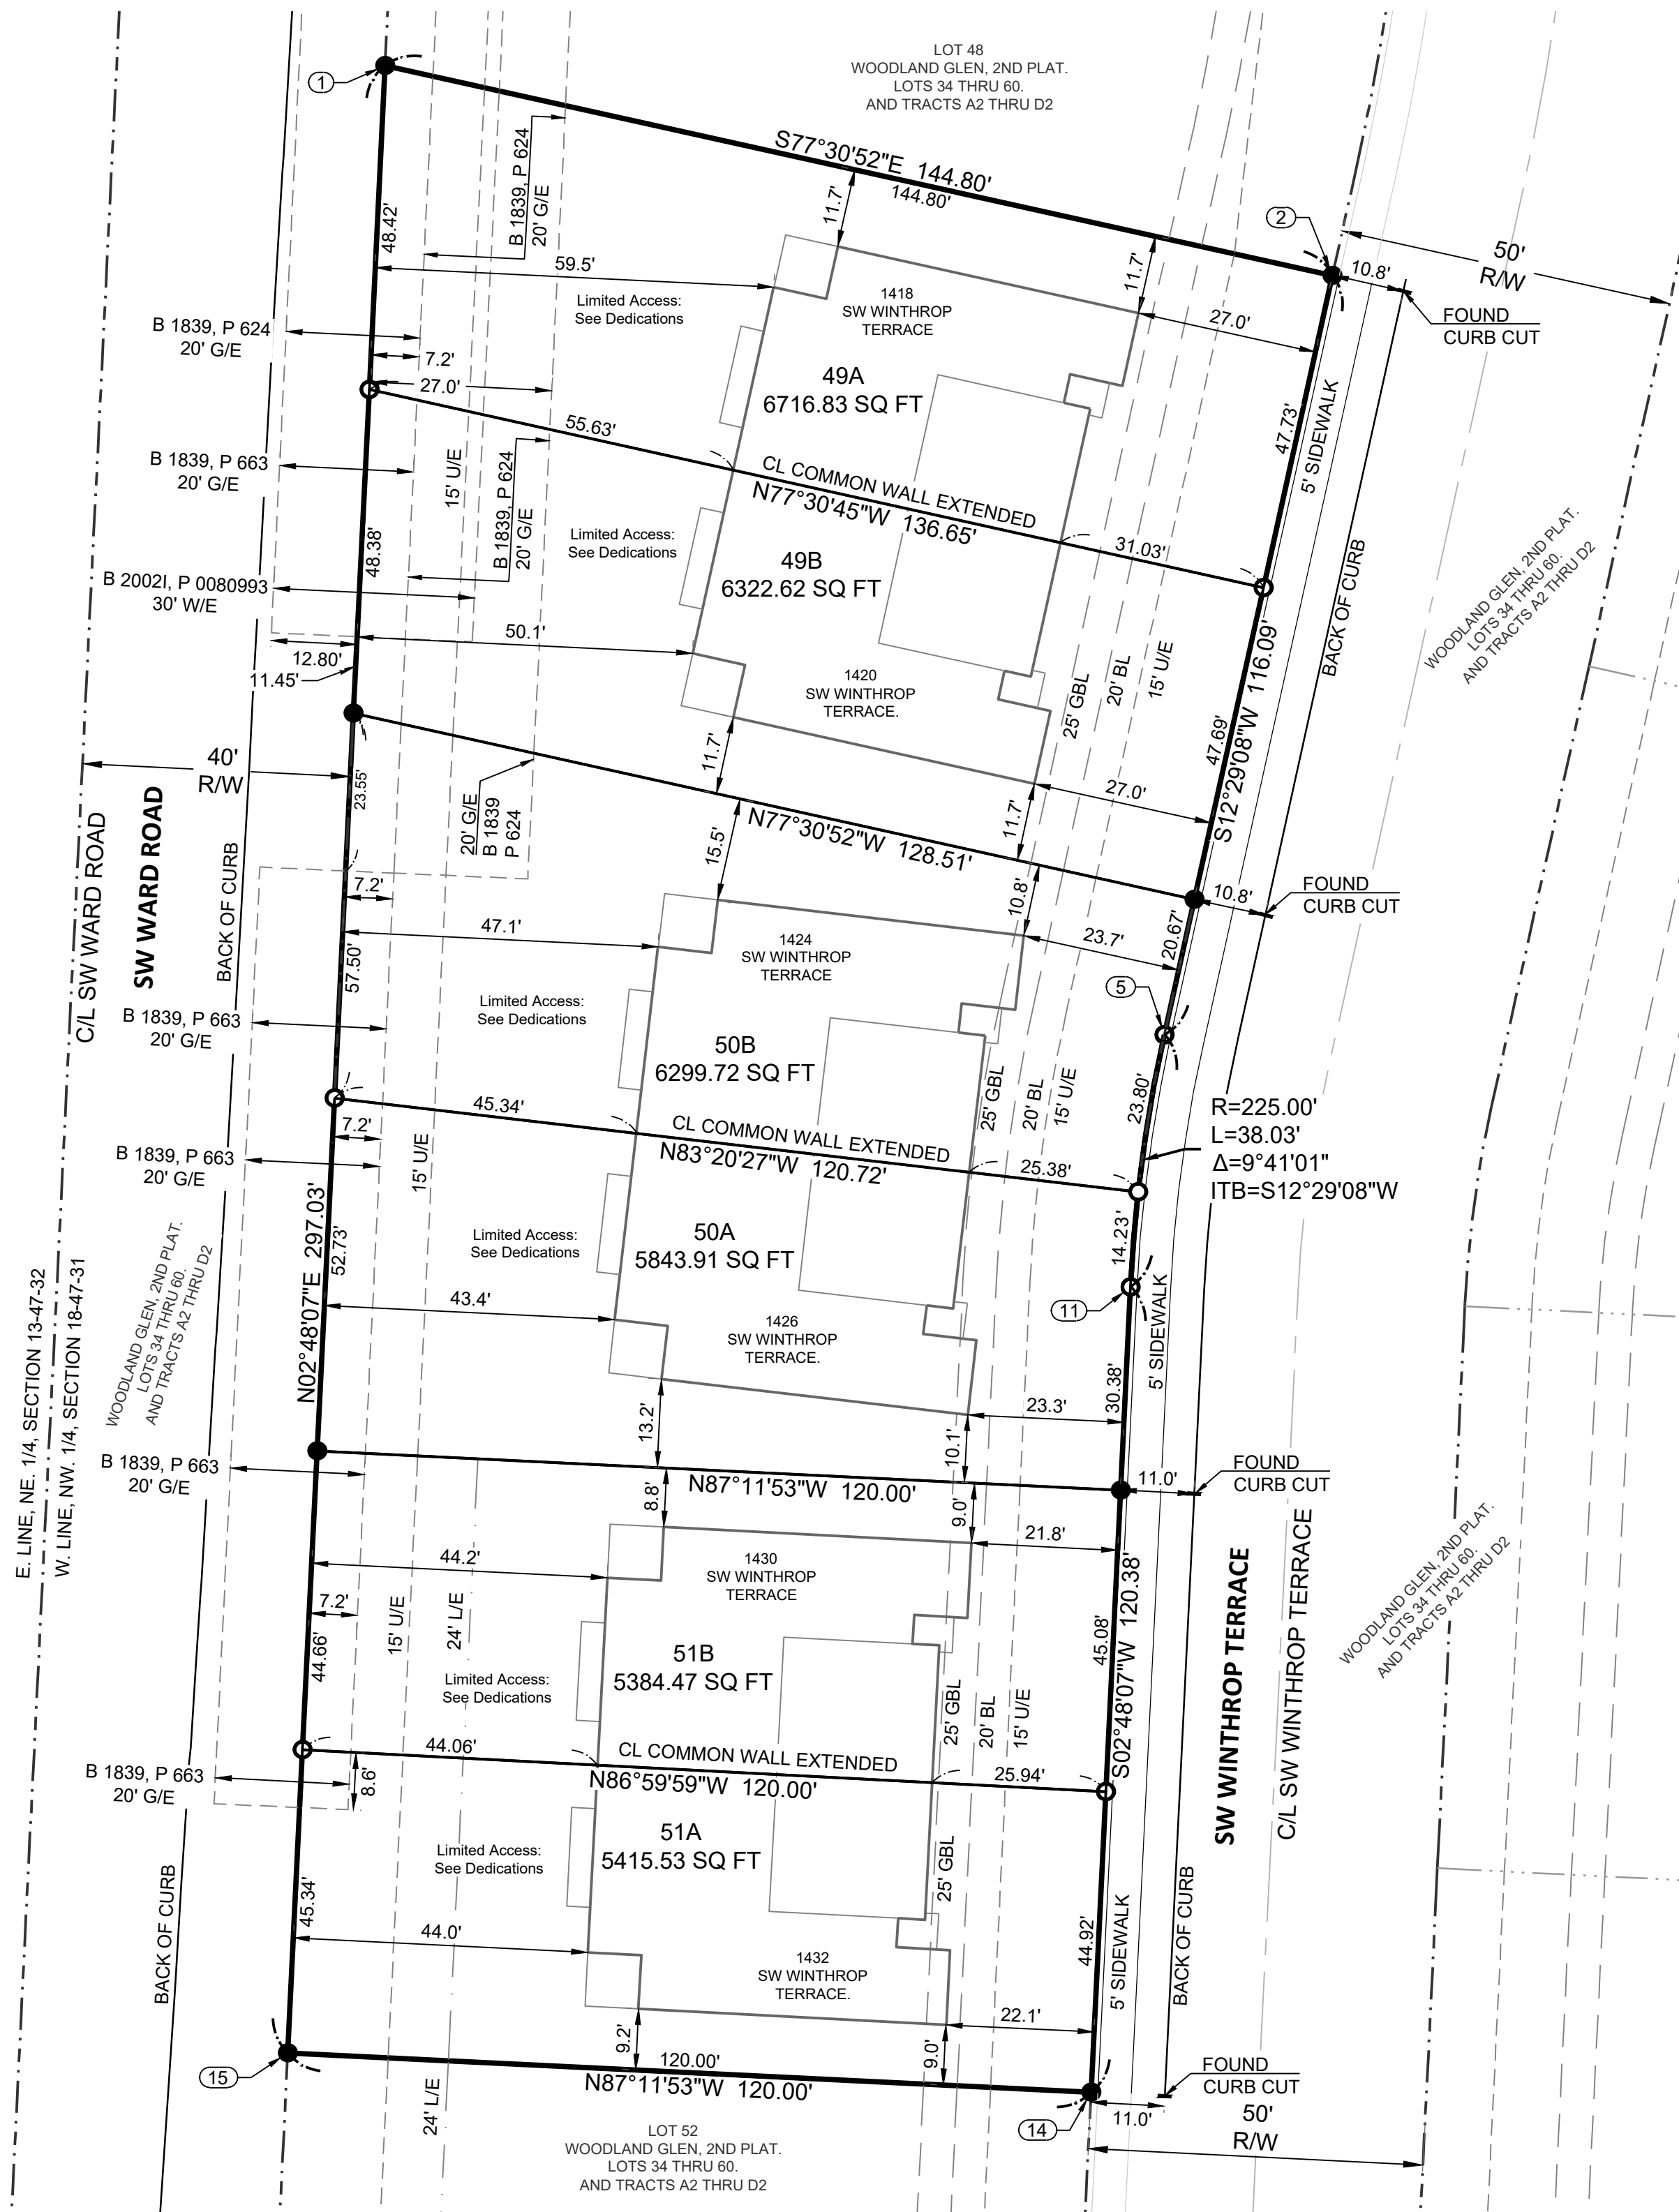 LOT 48
WOODLAND GLEN, 2ND PLAT.
LOTS 34 THRU 60.
AND TRACTS A2 THRU D2
1
S77°30'52"E 144.80'
144.80'
2
50'
R/W
10.8'
FOUND
CURB CUT
B 1839, P 624
20' G/E
48.42'
11.7'
11.7'
59.5'
Limited Access:
See Dedications
1418
SW WINTHROP
TERRACE
27.0'
B 1839, P 624
20' G/E
7.2'
27.0'
49A
6716.83 SQ FT
47.73'
5' SIDEWALK
55.63'
CL COMMON WALL EXTENDED
N77°30'45"W 136.65'
31.03'
B 1839, P 663
20' G/E
15' U/E
B 1839, P 624
20' G/E
48.38'
Limited Access:
See Dedications
49B
6322.62 SQ FT
BACK OF CURB
WOODLAND GLEN, 2ND PLAT.
LOTS 34 THRU 60.
AND TRACTS A2 THRU D2
B 2002I, P 0080993
30' W/E
50.1'
12.80'
11.45'
1420
SW WINTHROP
TERRACE.
25' GBL
20' BL
15' U/E
47.69'
S12°29'08"W 116.09'
40'
R/W
11.7'
27.0'
11.7'
23.55'
20' G/E
B 1839
P 624
N77°30'52"W 128.51'
15.5'
10.8'
10.8'
FOUND
CURB CUT
C/L SW WARD ROAD
SW WARD ROAD
BACK OF CURB
7.2'
47.1'
1424
SW WINTHROP
TERRACE
23.7'
20.67'
57.50'
5
Limited Access:
See Dedications
B 1839, P 663
20' G/E
50B
6299.72 SQ FT
25' GBL
20' BL
15' U/E
23.80'
R=225.00'
L=38.03'
Δ=9°41'01"
ITB=S12°29'08"W
45.34'
CL COMMON WALL EXTENDED
N83°20'27"W 120.72'
25.38'
7.2'
B 1839, P 663
20' G/E
15' U/E
Limited Access:
See Dedications
50A
5843.91 SQ FT
14.23'
11
N02°48'07"E 297.03'
52.73'
43.4'
1426
SW WINTHROP
TERRACE.
5' SIDEWALK
30.38'
23.3'
E. LINE, NE. 1/4, SECTION 13-47-32
W. LINE, NW. 1/4, SECTION 18-47-31
WOODLAND GLEN, 2ND PLAT.
LOTS 34 THRU 60.
AND TRACTS A2 THRU D2
13.2'
10.1'
B 1839, P 663
20' G/E
N87°11'53"W 120.00'
11.0'
FOUND
CURB CUT
8.8'
9.0'
21.8'
44.2'
1430
SW WINTHROP
TERRACE
7.2'
15' U/E
24' L/E
44.66'
45.08'
S02°48'07"W 120.38'
SW WINTHROP TERRACE
C/L SW WINTHROP TERRACE
WOODLAND GLEN, 2ND PLAT.
LOTS 34 THRU 60.
AND TRACTS A2 THRU D2
51B
5384.47 SQ FT
Limited Access:
See Dedications
25' GBL
20' BL
15' U/E
44.06'
CL COMMON WALL EXTENDED
N86°59'59"W 120.00'
25.94'
B 1839, P 663
20' G/E
8.6'
51A
5415.53 SQ FT
Limited Access:
See Dedications
25' GBL
BACK OF CURB
45.34'
44.0'
1432
SW WINTHROP
TERRACE.
44.92'
5' SIDEWALK
BACK OF CURB
22.1'
9.2'
9.0'
15
120.00'
N87°11'53"W 120.00'
FOUND
CURB CUT
14
11.0'
50'
R/W
24' L/E
LOT 52
WOODLAND GLEN, 2ND PLAT.
LOTS 34 THRU 60.
AND TRACTS A2 THRU D2